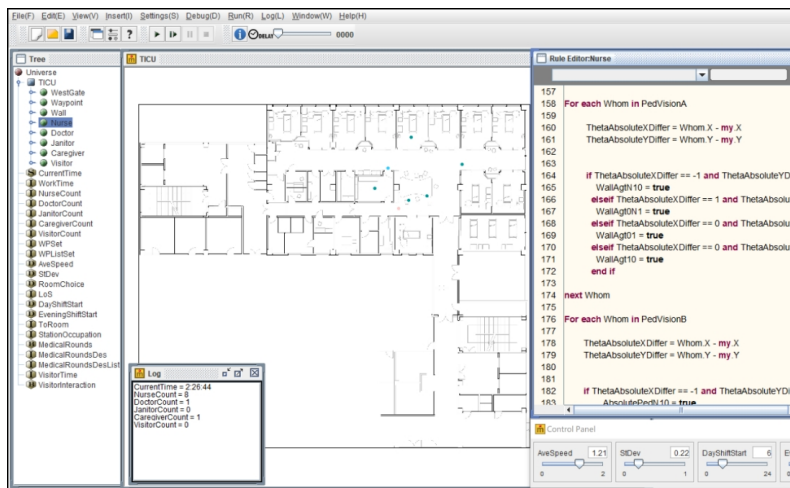 File(F) Edit(E) View(V) Insert(I) Settings(S) Debug(D) Run(R) Log(L) Window(W) Help(H)
DELAY 0000
Tree
Universe
TICU
WestGate
Waypoint
Wall
Nurse
Doctor
Janitor
Caregiver
Visitor
CurrentTime
WorkTime
NurseCount
DoctorCount
JanitorCount
CaregiverCount
VisitorCount
WPSet
WPListSet
AveSpeed
StDev
RoomChoice
LoS
DayShiftStart
EveningShiftStart
ToRoom
StationOccupation
MedicalRounds
MedicalRoundsDes
MedicalRoundsDesList
VisitorTime
VisitorInteraction
TICU
Log
CurrentTime = 2:26:44
NurseCount = 8
DoctorCount = 1
JanitorCount = 0
CaregiverCount = 1
VisitorCount = 0
Rule Editor:Nurse
157
158 For each Whom in PedVisionA
159
160 ThetaAbsoluteXDiffer = Whom.X - my.X
161 ThetaAbsoluteYDiffer = Whom.Y - my.Y
162
163
164 if ThetaAbsoluteXDiffer == -1 and ThetaAbsoluteYD
165 WallAgtN10 = true
166 elseif ThetaAbsoluteXDiffer == 1 and ThetaAbsolute
167 WallAgt0N1 = true
168 elseif ThetaAbsoluteXDiffer == 0 and ThetaAbsolute
169 WallAgt01 = true
170 elseif ThetaAbsoluteXDiffer == 0 and ThetaAbsolute
171 WallAgt10 = true
172 end if
173
174 next Whom
175
176 For each Whom in PedVisionB
177
178 ThetaAbsoluteXDiffer = Whom.X - my.X
179 ThetaAbsoluteYDiffer = Whom.Y - my.Y
180
181
182 if ThetaAbsoluteXDiffer == -1 and ThetaAbsoluteYDi
183 AbsolutePedN10 = true
Control Panel
AveSpeed 1.21
0 2
StDev 0.22
0 1
DayShiftStart 6
0 24
E
0